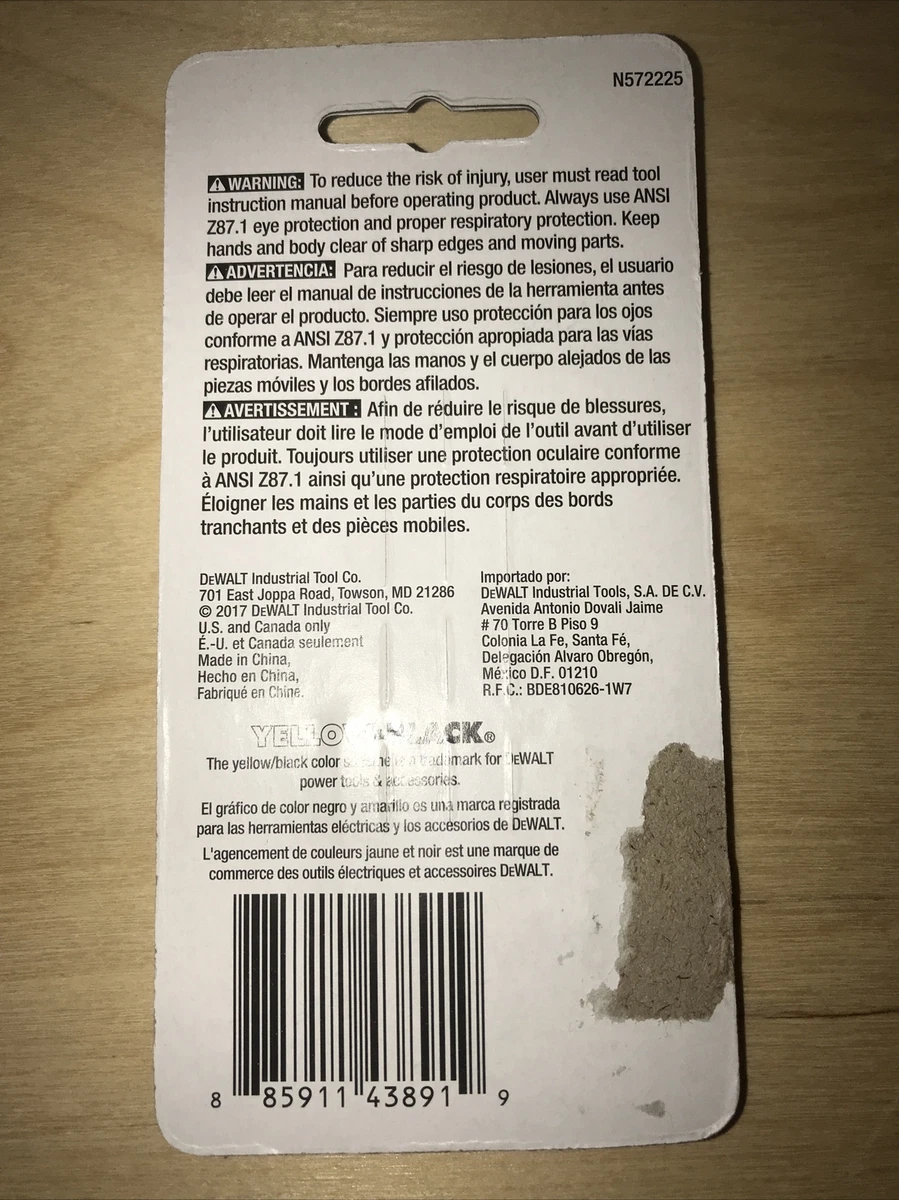 N572225
⚠ WARNING: To reduce the risk of injury, user must read tool
instruction manual before operating product. Always use ANSI
Z87.1 eye protection and proper respiratory protection. Keep
hands and body clear of sharp edges and moving parts.
⚠ ADVERTENCIA: Para reducir el riesgo de lesiones, el usuario
debe leer el manual de instrucciones de la herramienta antes
de operar el producto. Siempre uso protección para los ojos
conforme a ANSI Z87.1 y protección apropiada para las vías
respiratorias. Mantenga las manos y el cuerpo alejados de las
piezas móviles y los bordes afilados.
⚠ AVERTISSEMENT : Afin de réduire le risque de blessures,
l'utilisateur doit lire le mode d'emploi de l'outil avant d'utiliser
le produit. Toujours utiliser une protection oculaire conforme
à ANSI Z87.1 ainsi qu'une protection respiratoire appropriée.
Éloigner les mains et les parties du corps des bords
tranchants et des pièces mobiles.
DEWALT Industrial Tool Co.
701 East Joppa Road, Towson, MD 21286
© 2017 DEWALT Industrial Tool Co.
U.S. and Canada only
É.-U. et Canada seulement
Made in China,
Hecho en China,
Fabriqué en Chine.
Importado por:
DEWALT Industrial Tools, S.A. DE C.V.
Avenida Antonio Dovali Jaime
# 70 Torre B Piso 9
Colonia La Fe, Santa Fé,
Delegación Alvaro Obregón,
México D.F. 01210
R.F.C.: BDE810626-1W7
The yellow/black color is a trademark for DEWALT
power tools & accessories.
El gráfico de color negro y amarillo es una marca registrada
para las herramientas eléctricas y los accesorios de DEWALT.
L'agencement de couleurs jaune et noir est une marque de
commerce des outils électriques et accessoires DEWALT.
8 85911 43891 9